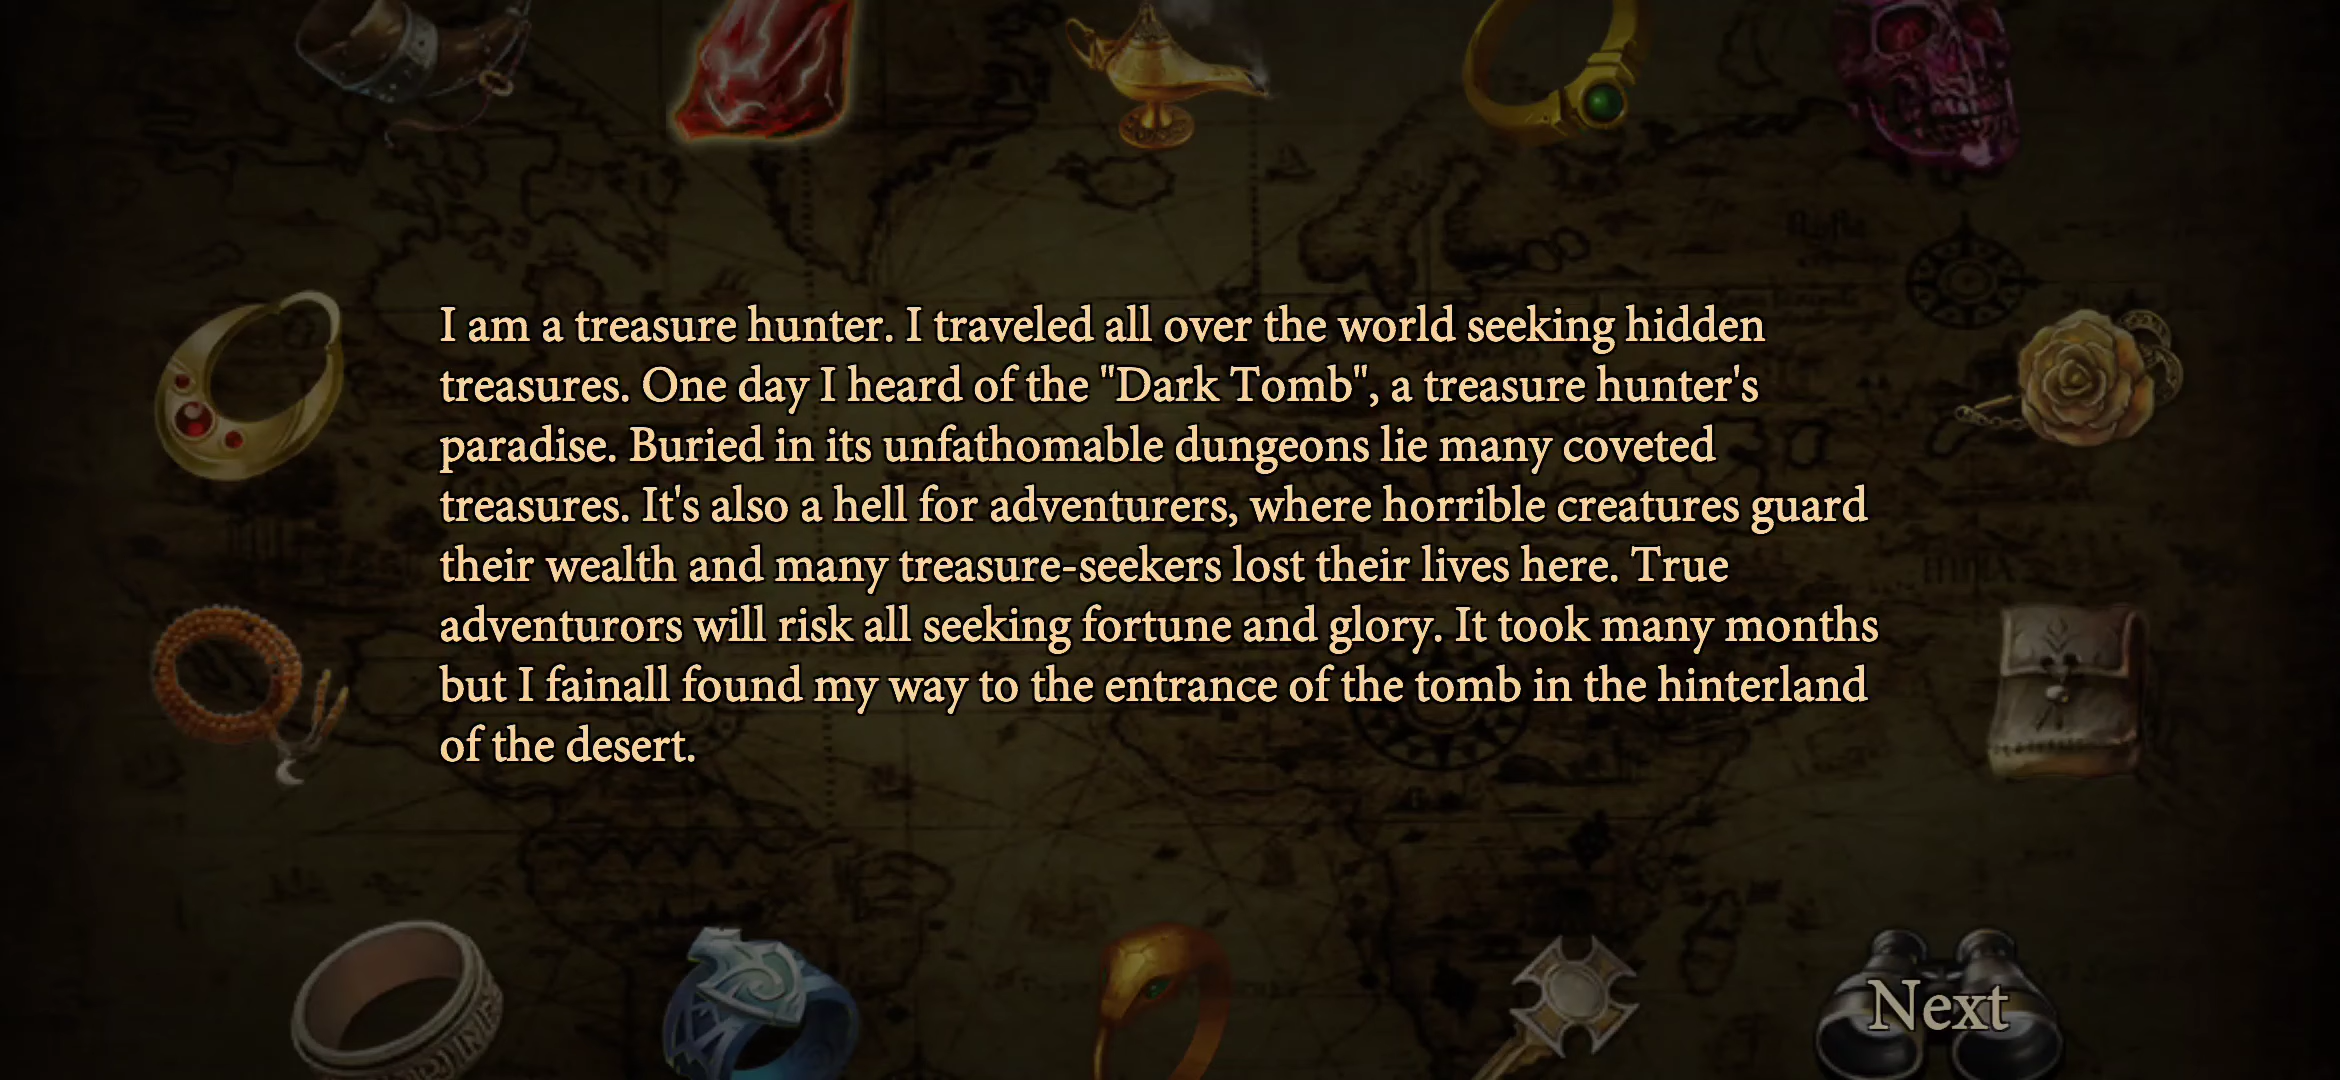 I am a treasure hunter. I traveled all over the world seeking hidden
treasures. One day I heard of the "Dark Tomb", a treasure hunter's
paradise. Buried in its unfathomable dungeons lie many coveted
treasures. It's also a hell for adventurers, where horrible creatures guard
their wealth and many treasure-seekers lost their lives here. True
adventurors will risk all seeking fortune and glory. It took many months
but I fainall found my way to the entrance of the tomb in the hinterland
of the desert.
Next